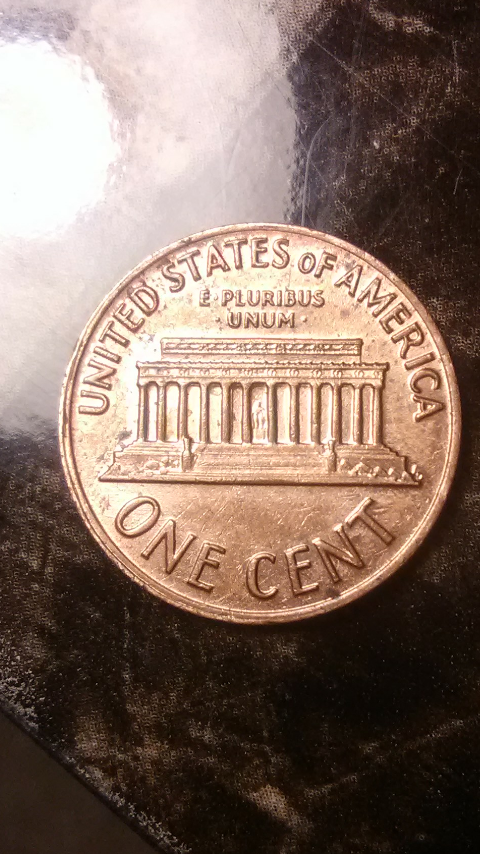 UNITED STATES OF AMERICA
E·PLURIBUS
·UNUM·
ONE CENT